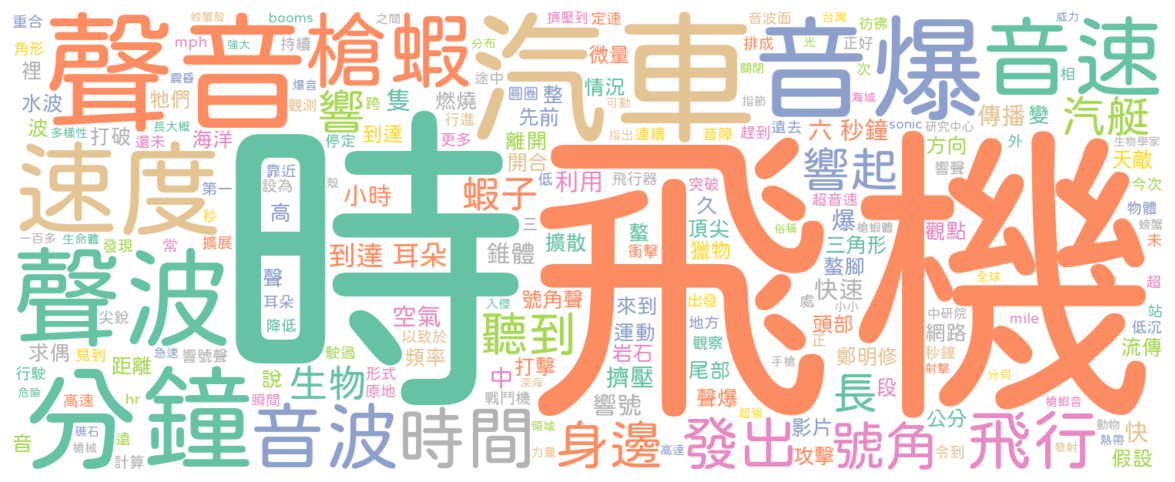 重合 螃蟹殼 booms 之間 擠壓到 定速 音波面 台灣 彷彿 威力
聲音 槍蝦 汽車 音爆 音速
角形 mph 強大 持續 分布 微量 排成 光 正好
裡 震昏 爆音 途中 情況 關閉 次 相
水波 牠們 觀測 響 跨 隻 燃燒 圓圈 整 指節 可動 海域 傳播 變 汽艇
波 多樣性 長大概 行進 先前 sonic 研究中心
打破 還未 海洋 停定 到達 更多 離開 指出 連續 音障 趕到 遠去 六 秒鐘 方向 外 生物學家
速度 時 飛機 響起 天敵
靠近 設為 小時 蝦子 開合 低 利用 飛行器 突破 超音速 響聲 今次
第一 高 久 爆 槍蝦體 物體
秒 三 螯 頂尖 俗稱 三角形 觀點 螃蟹
一百多 生命體 發現 常 擴展 到達 耳朵 錐體 擴散 衝擊 獵物 螯腳 未
聲波 聲 耳朵 入侵 號角聲 來到 出發 處 快速 全球 超
尖銳 降低 空氣 聽到 運動 地方 小小 中研院 mile 站
以致於 頭部 網路 低沉
求偶 見到 急速 響號聲 駛過 頻率 岩石 觀察 正 鄭明修 秒鐘 流傳
行駛 距離 說 生物 形式 中 打擊 擠壓 尾部 手槍 射擊
危險 分鐘 高速 hr 瞬間 原地 深海 戰鬥機 響號 聲爆 長 段 分貝
音 礁石 遠 音波 時間 領域 身邊 發出 超強 影片 號角 公分 飛行 槍蝦音 動物 快
槍械 計算 力量 高達 攻擊 令到 發射 熱帶 假設